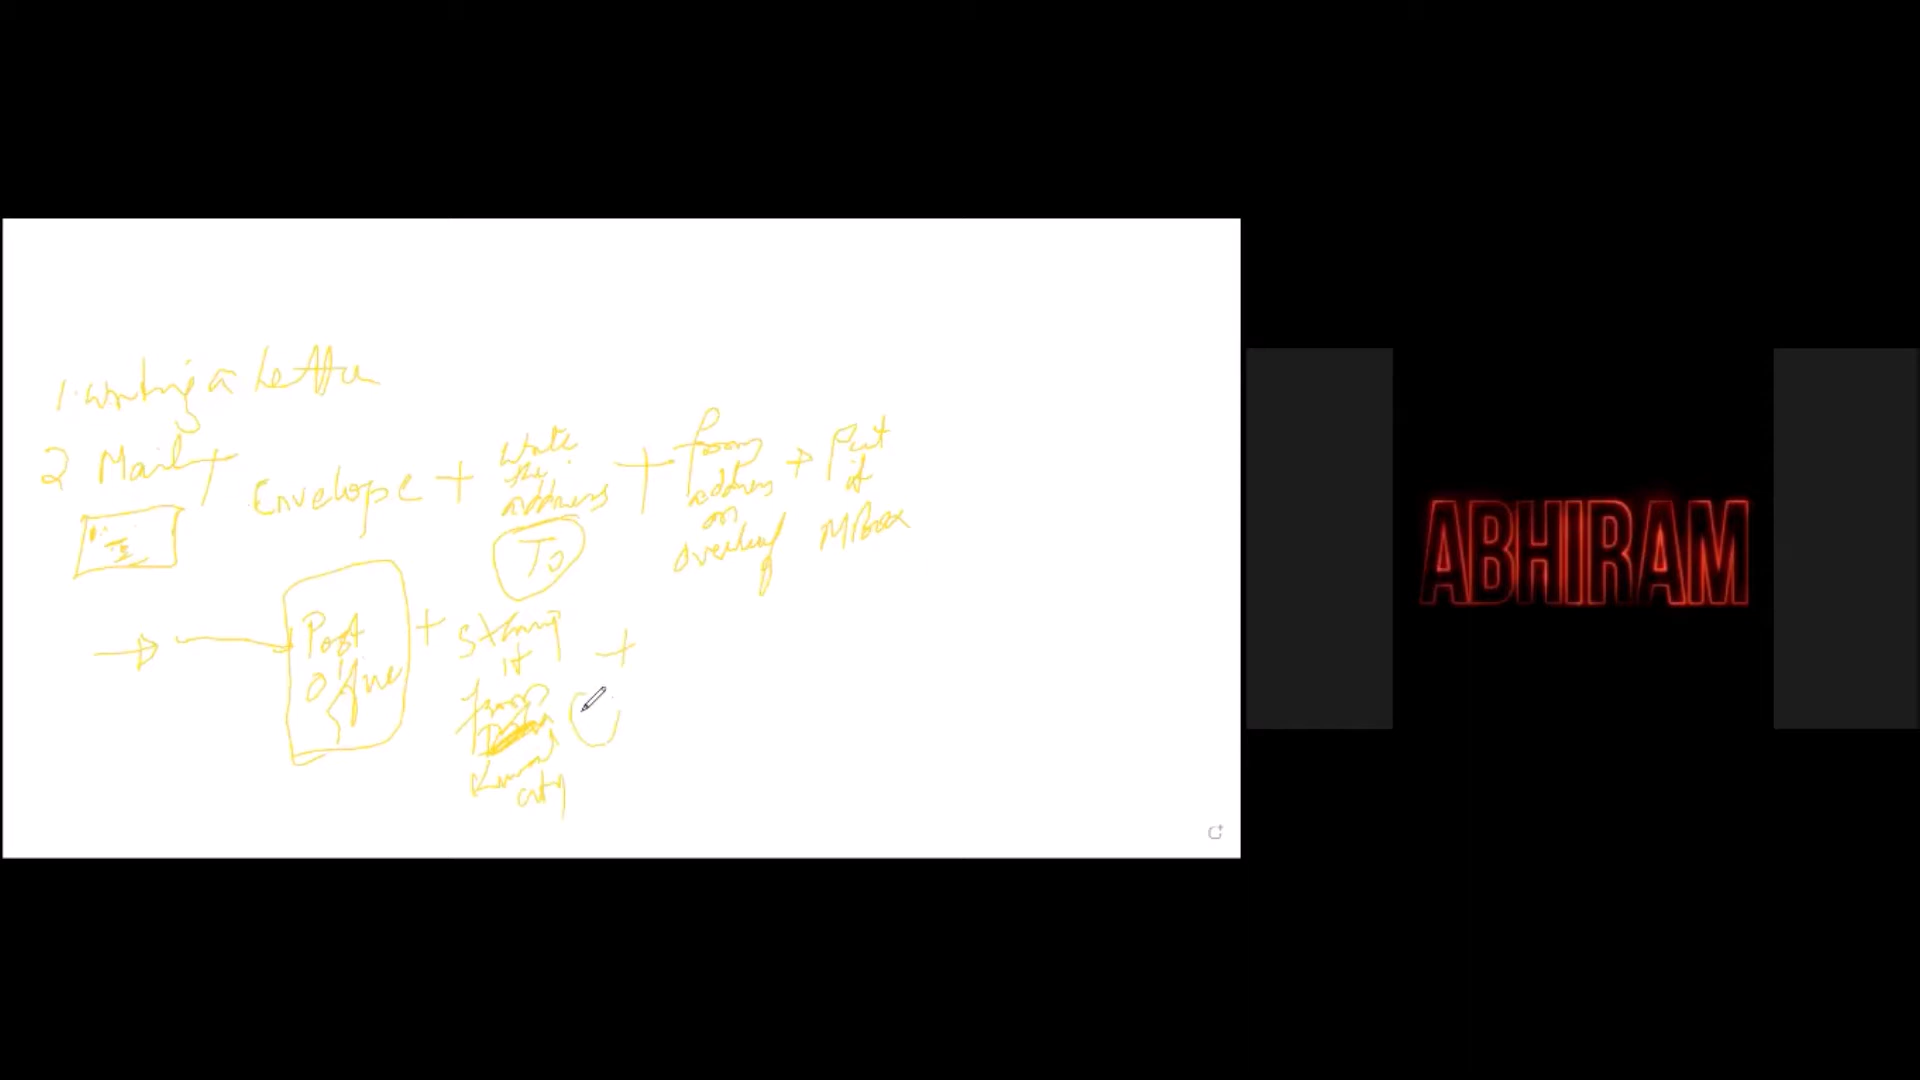 1. Writing a Letter
2 Mail +
Envelope +
Write
the
address
To
+
from
address
on
overleaf
+ Put
it
MBox
Post
Office
+
it
from
city
+
ABHIRAM